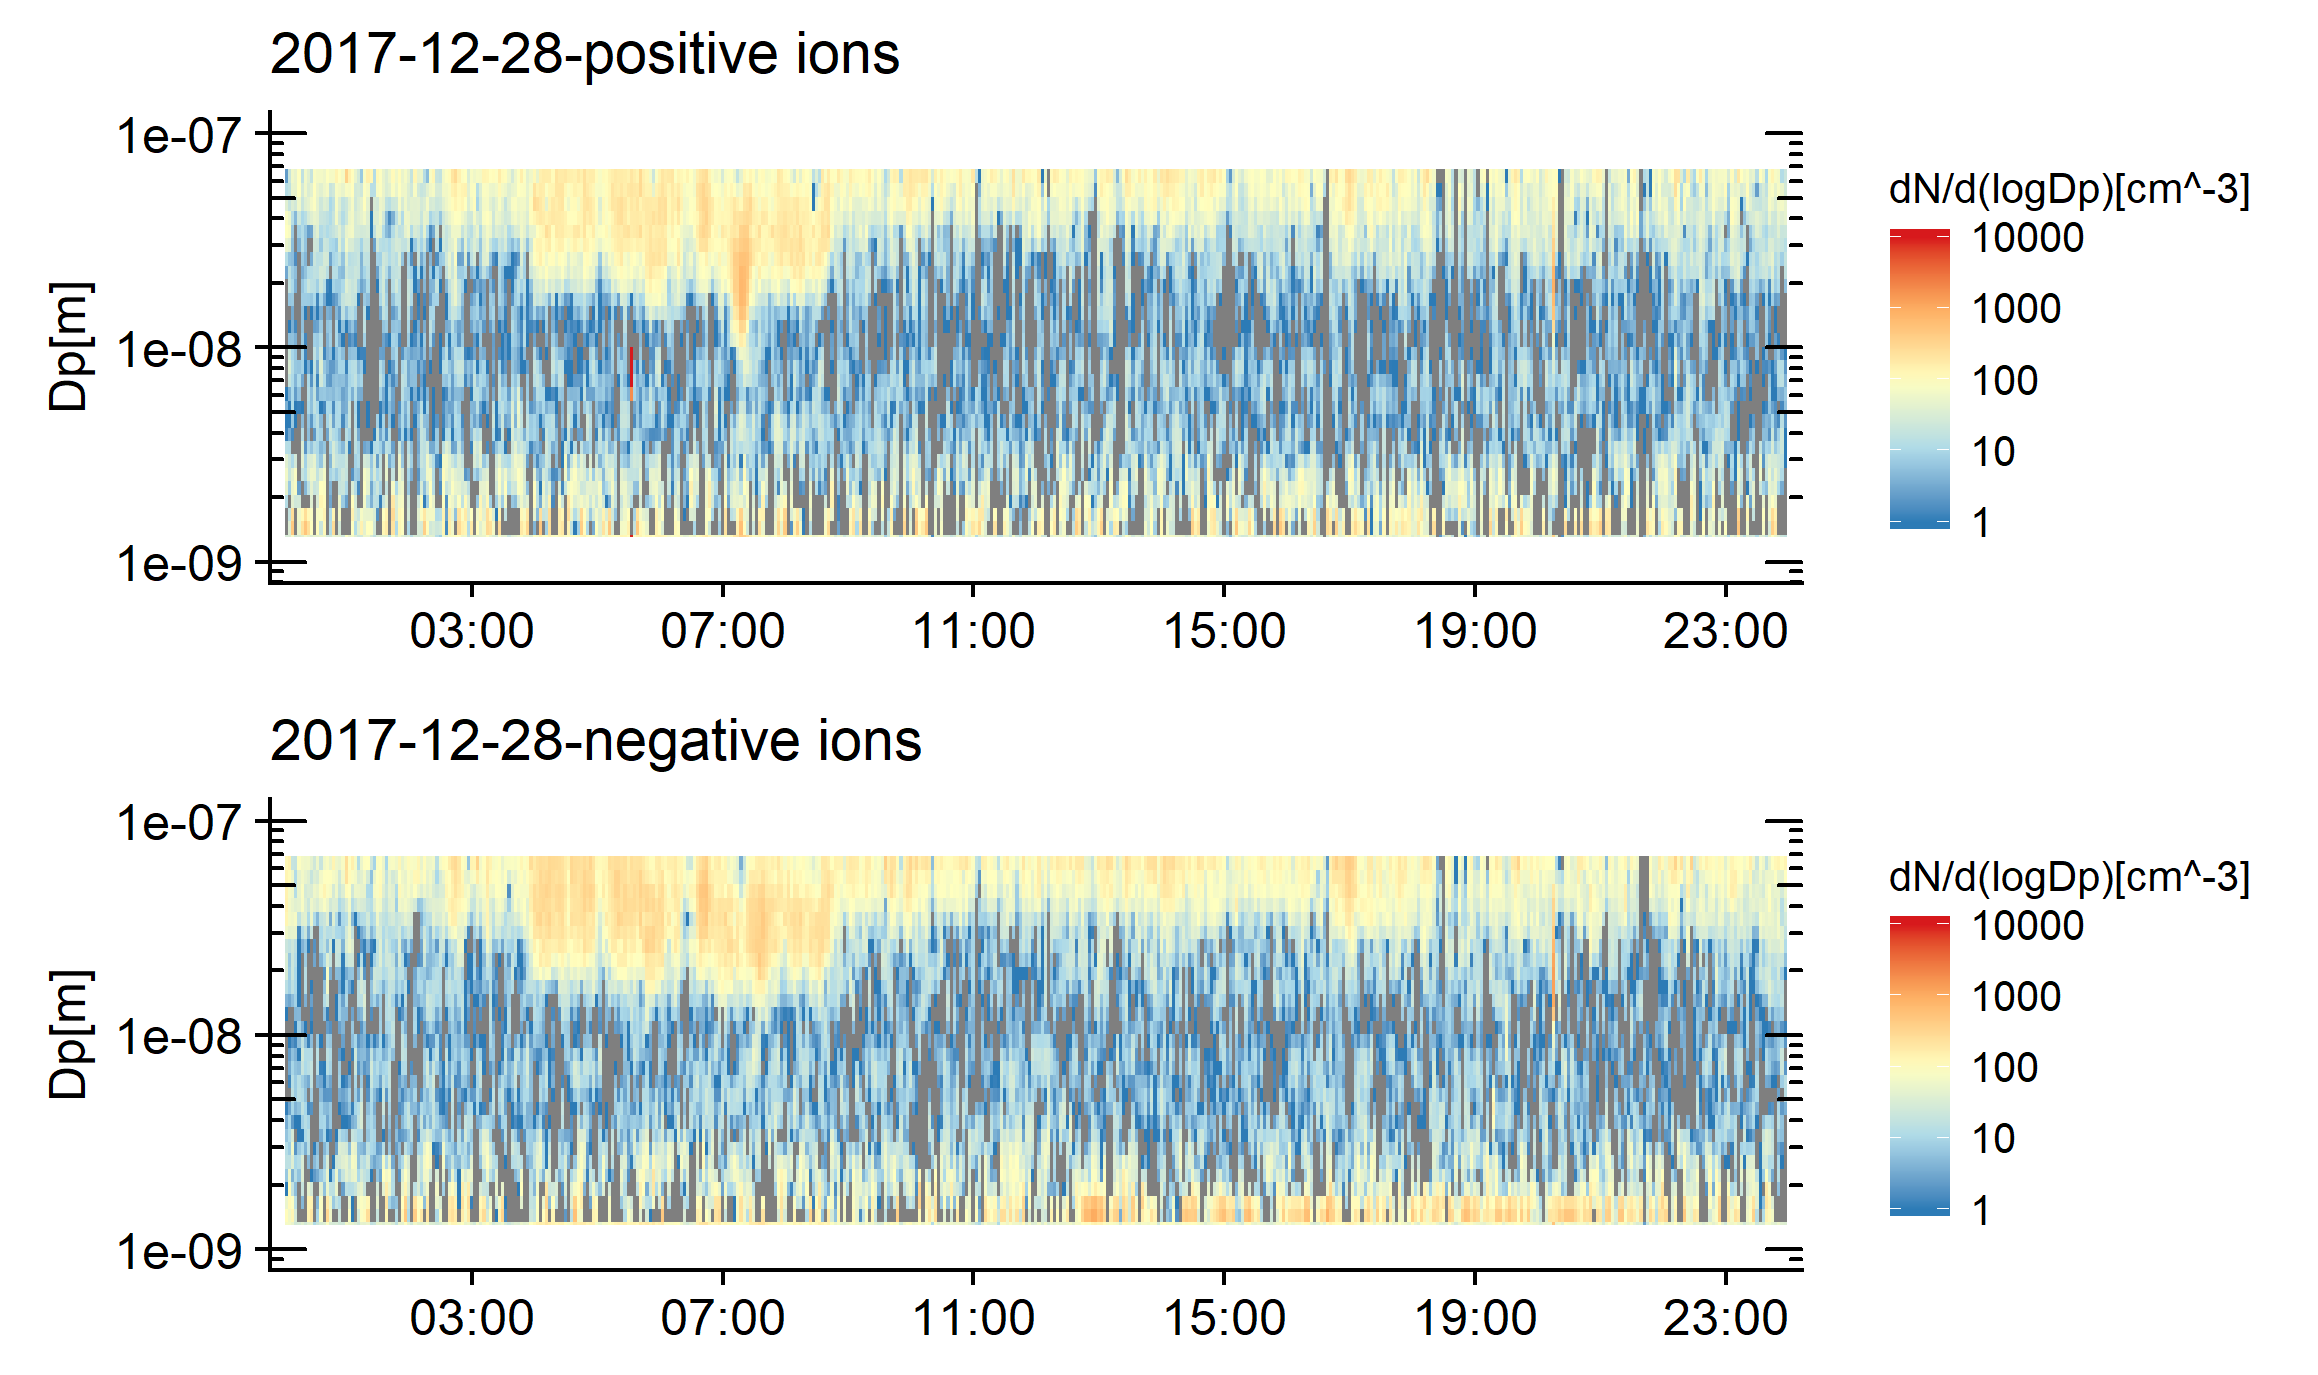 2017-12-28-positive ions
1e-07
1e-08
1e-09
Dp[m]
03:00 07:00 11:00 15:00 19:00 23:00
dN/d(logDp)[cm^-3]
10000
1000
100
10
1
2017-12-28-negative ions
1e-07
1e-08
1e-09
Dp[m]
03:00 07:00 11:00 15:00 19:00 23:00
dN/d(logDp)[cm^-3]
10000
1000
100
10
1